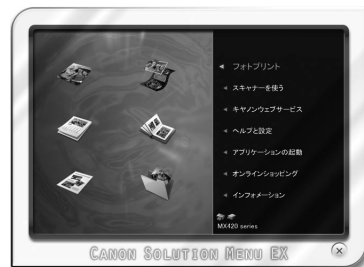 フォトプリント
スキャナーを使う
キヤノンウェブサービス
ヘルプと設定
アプリケーションの起動
オンラインショッピング
インフォメーション
MX420 series
CANON SOLUTION MENU EX